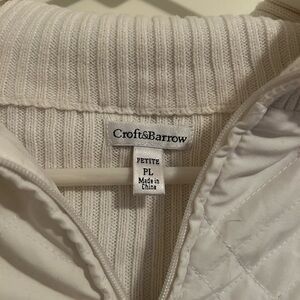 Croft&Barrow
PETITE
PL
Made in
China